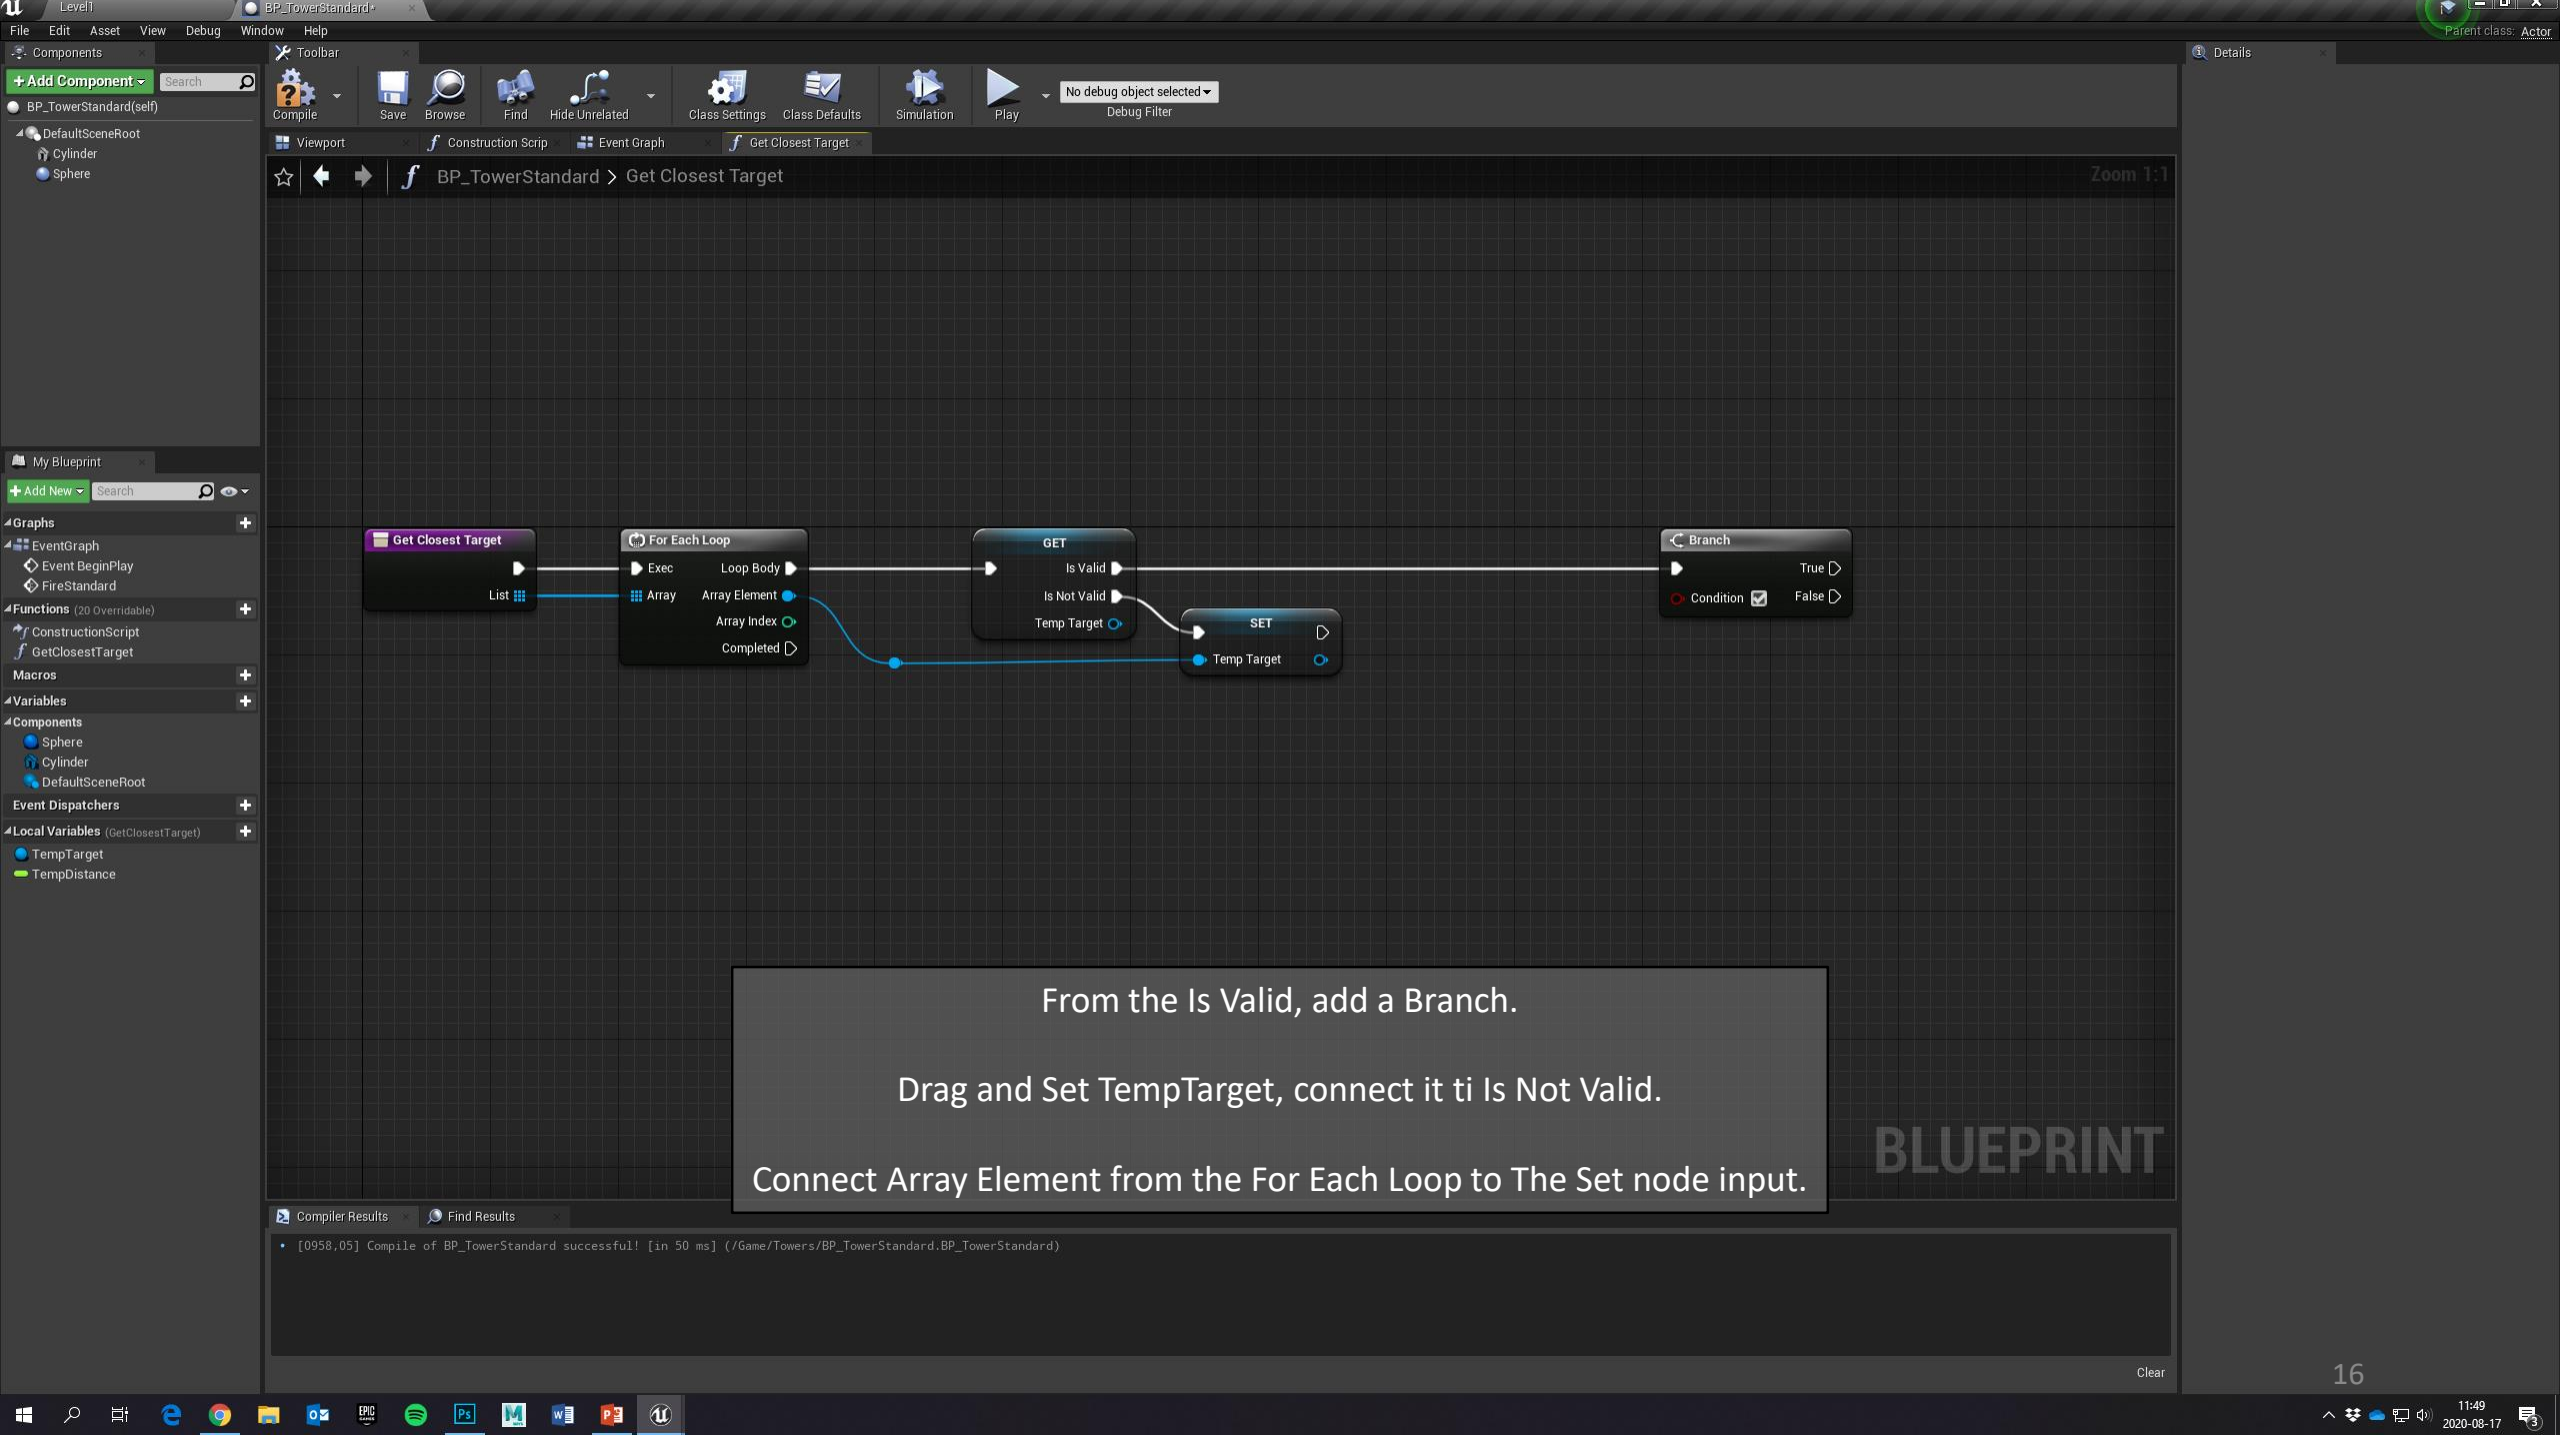 Level1
BP_TowerStandard*
File Edit Asset View Debug Window Help
Parent class: Actor
Components
Toolbar
Details
+Add Component
Search
BP_TowerStandard(self)
DefaultSceneRoot
Cylinder
Sphere
Compile
Save
Browse
Find
Hide Unrelated
Class Settings
Class Defaults
Simulation
Play
No debug object selected
Debug Filter
Viewport
Construction Scrip
Event Graph
Get Closest Target
BP_TowerStandard > Get Closest Target
Zoom 1:1
My Blueprint
+Add New
Search
Graphs
EventGraph
Event BeginPlay
FireStandard
Functions (20 Overridable)
ConstructionScript
GetClosestTarget
Macros
Variables
Components
Sphere
Cylinder
DefaultSceneRoot
Event Dispatchers
Local Variables (GetClosestTarget)
TempTarget
TempDistance
Get Closest Target
List
For Each Loop
Exec Loop Body
Array Array Element
Array Index
Completed
GET
Is Valid
Is Not Valid
Temp Target
SET
Temp Target
Branch
True
Condition False
From the Is Valid, add a Branch.
Drag and Set TempTarget, connect it ti Is Not Valid.
Connect Array Element from the For Each Loop to The Set node input.
BLUEPRINT
Compiler Results
Find Results
[0958,05] Compile of BP_TowerStandard successful! [in 50 ms] (/Game/Towers/BP_TowerStandard.BP_TowerStandard)
Clear
16
EPIC
GAMES
Ps
11:49
2020-08-17
3